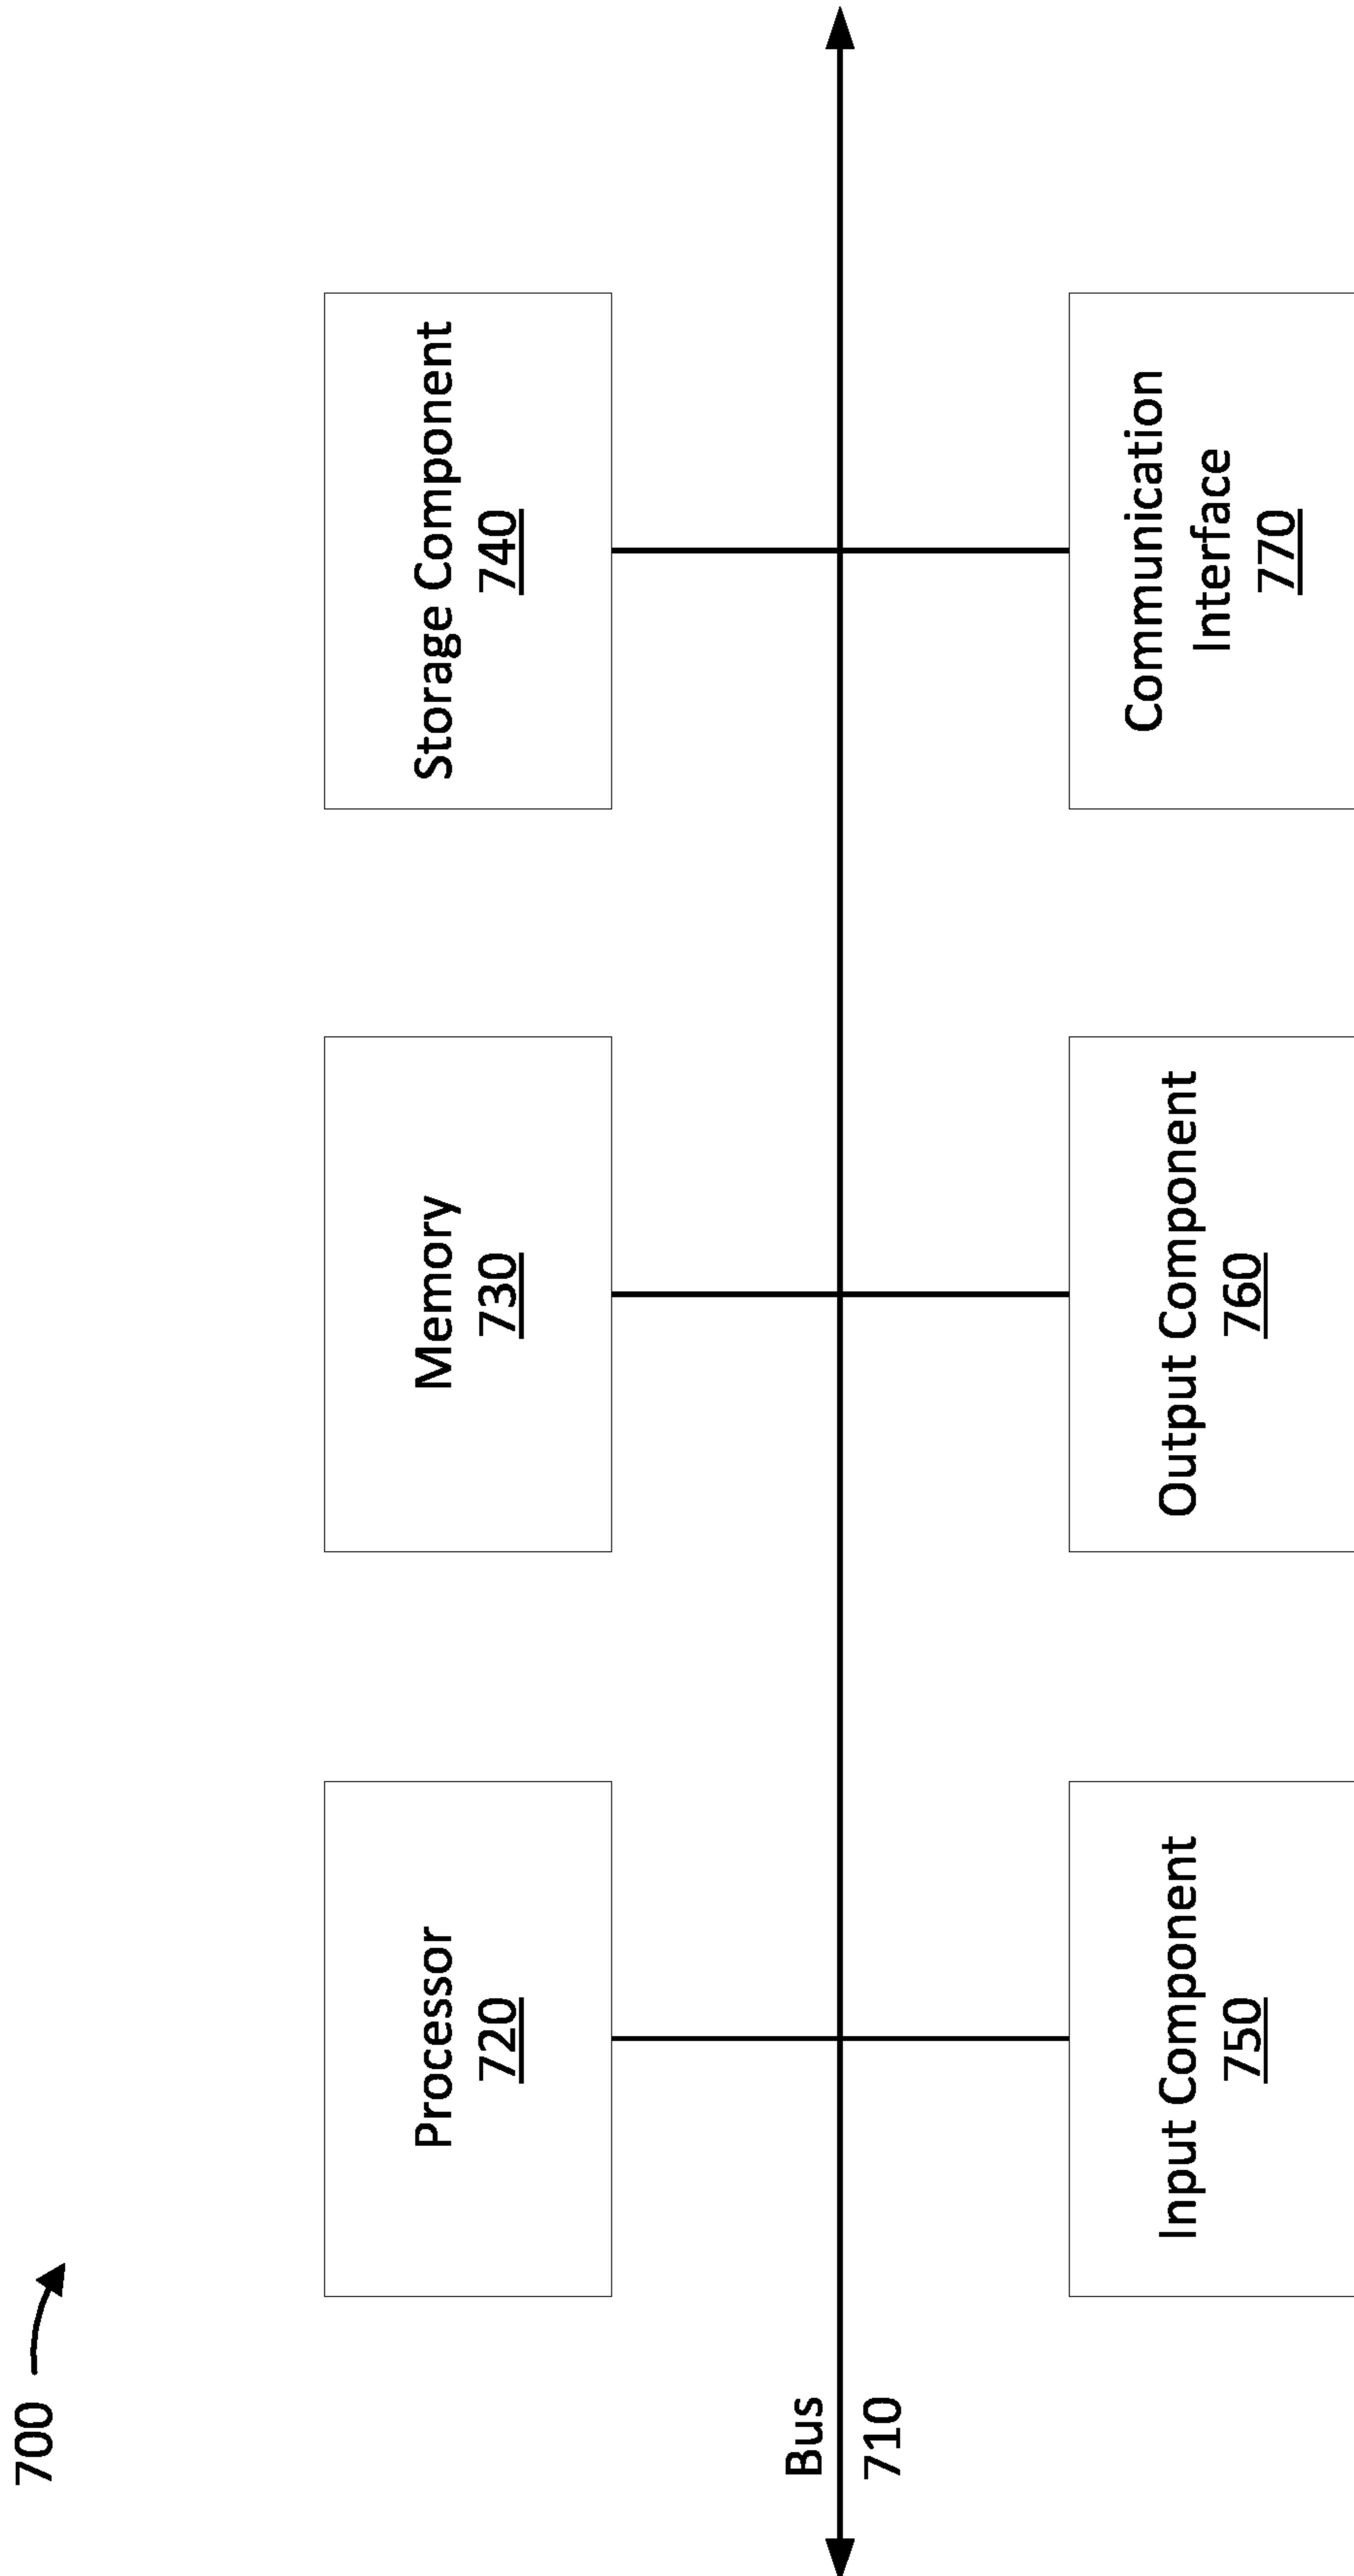 700
Processor
720
Memory
730
Storage Component
740
Bus
710
Input Component
750
Output Component
760
Communication
Interface
770